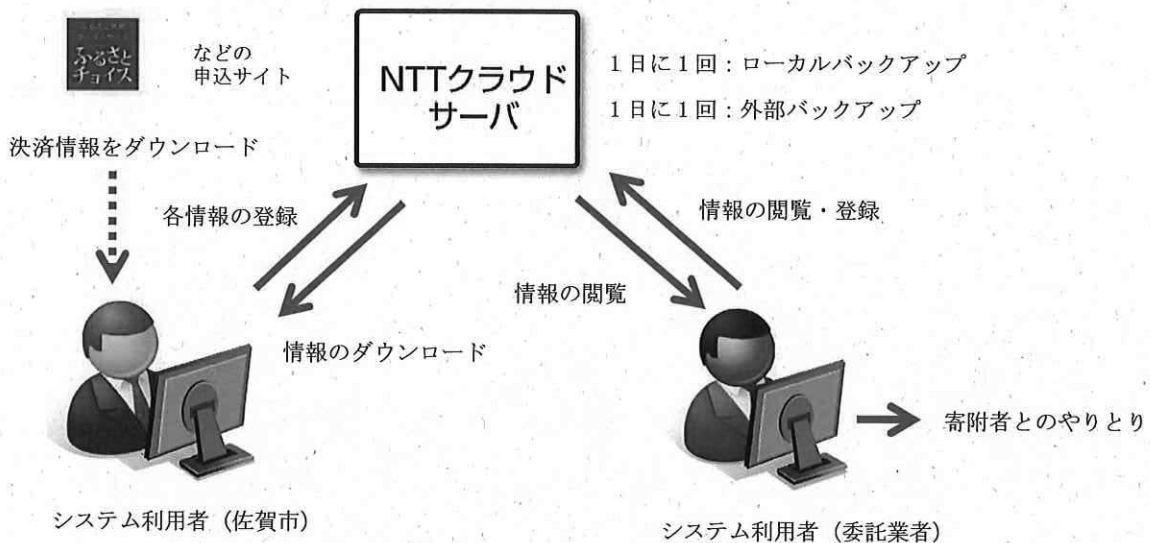 ふるさと
チョイス
などの
申込サイト
NTTクラウド
サーバ
1日に1回：ローカルバックアップ
1日に1回：外部バックアップ
決済情報をダウンロード
各情報の登録
情報の閲覧・登録
情報の閲覧
情報のダウンロード
寄附者とのやりとり
システム利用者（佐賀市）
システム利用者（委託業者）